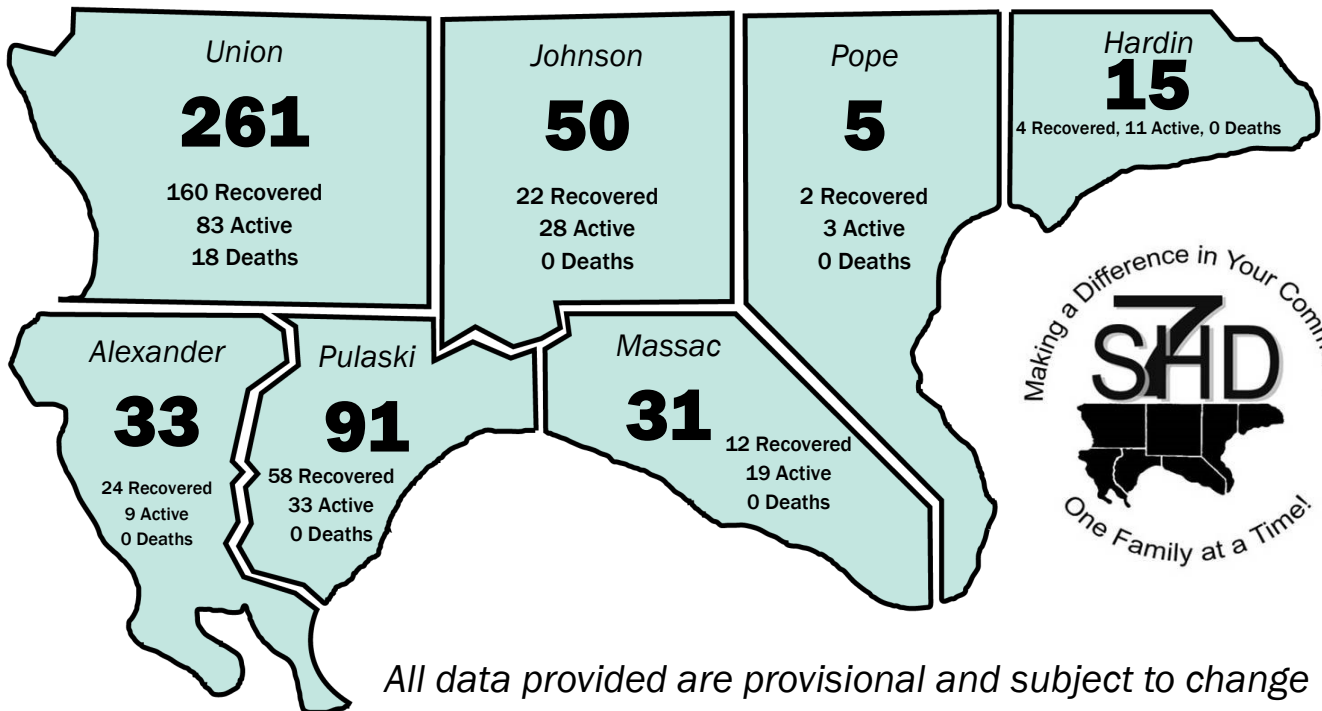 Union
261
160 Recovered
83 Active
18 Deaths
Johnson
50
22 Recovered
28 Active
0 Deaths
Pope
5
2 Recovered
3 Active
0 Deaths
Hardin
15
4 Recovered, 11 Active, 0 Deaths
Alexander
33
24 Recovered
9 Active
0 Deaths
Pulaski
91
58 Recovered
33 Active
0 Deaths
Massac
31
12 Recovered
19 Active
0 Deaths
Making a Difference in Your
S7HD
One Family at a Time!
All data provided are provisional and subject to change